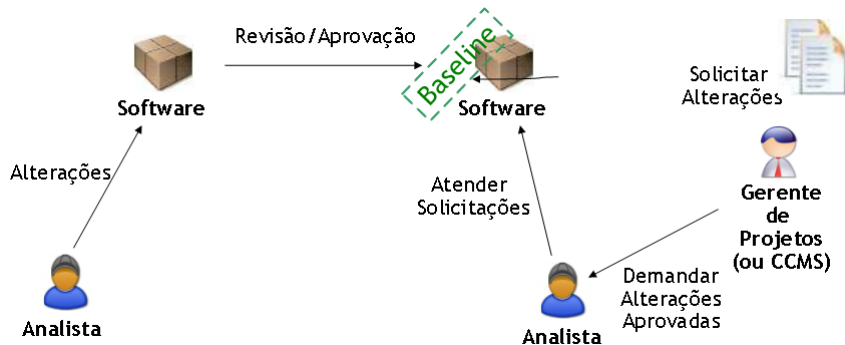 Revisão/Aprovação
Baseline
Software
Software
Solicitar
Alterações
Alterações
Atender
Solicitações
Gerente
de
Projetos
(ou CCMS)
Demandar
Alterações
Aprovadas
Analista
Analista